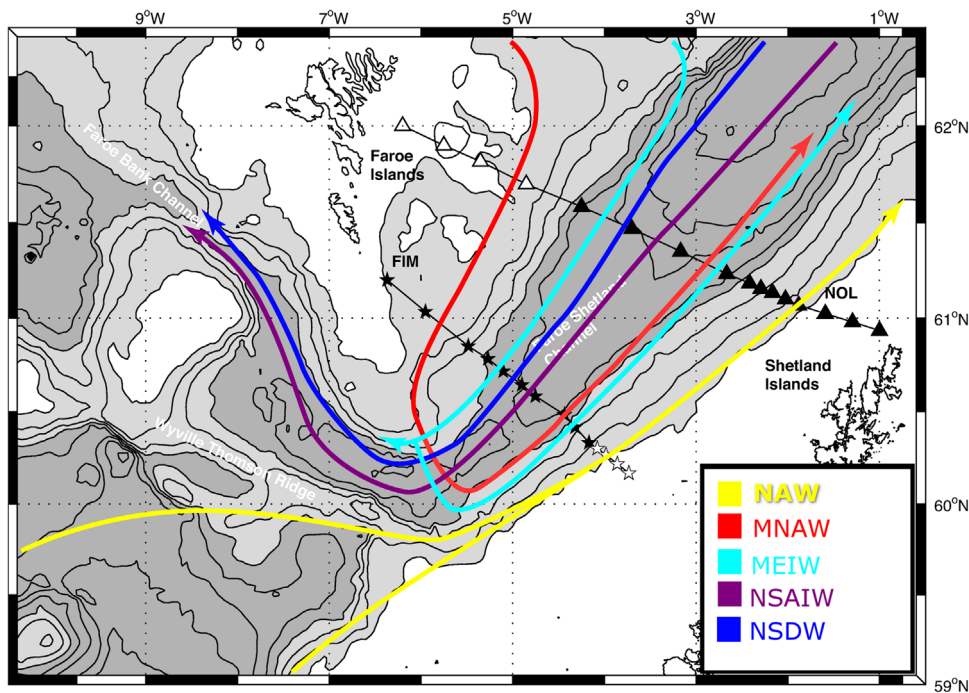 9°W
7°W
5°W
3°W
1°W
62°N
61°N
60°N
59°N
Faroe Bank Channel
Faroe
Islands
FIM
Faroe Shetland
Channel
NOL
Shetland
Islands
Wyville Thomson Ridge
NAW
MNAW
MEIW
NSAIW
NSDW